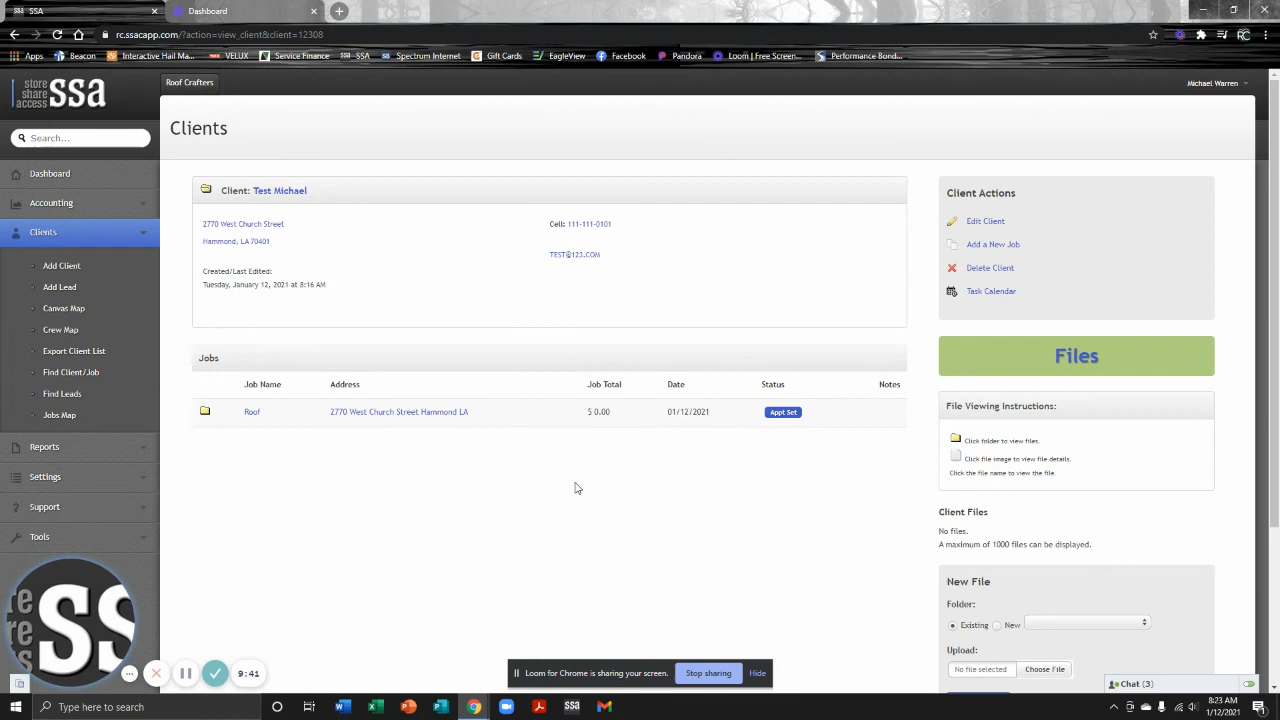 SSA
Dashboard
rc.ssacapp.com/?action=view_client&client=12308
Apps
Beacon
Interactive Hail Ma...
VELUX
Service Finance
SSA
Spectrum Internet
Gift Cards
EagleView
Facebook
Pandora
Loom | Free Screen...
Performance Bond...
store share access ssa
Roof Crafters
Michael Warren
Search...
Clients
Dashboard
Accounting
Clients
Add Client
Add Lead
Canvas Map
Crew Map
Export Client List
Find Client/Job
Find Leads
Jobs Map
Reports
Settings
Support
Tools
Client: Test Michael
2770 West Church Street
Hammond, LA 70401
Cell: 111-111-0101
TEST@123.COM
Created/Last Edited:
Tuesday, January 12, 2021 at 8:16 AM
Jobs
Job Name Address Job Total Date Status Notes
Roof 2770 West Church Street Hammond LA $ 0.00 01/12/2021 Appt Set
Client Actions
Edit Client
Add a New Job
Delete Client
Task Calendar
Files
File Viewing Instructions:
Click folder to view files.
Click file image to view file details.
Click the file name to view the file.
Client Files
No files.
A maximum of 1000 files can be displayed.
New File
Folder:
Existing New
Upload:
No file selected Choose File
Chat (3)
9:41
Loom for Chrome is sharing your screen. Stop sharing Hide
Type here to search
8:23 AM
1/12/2021